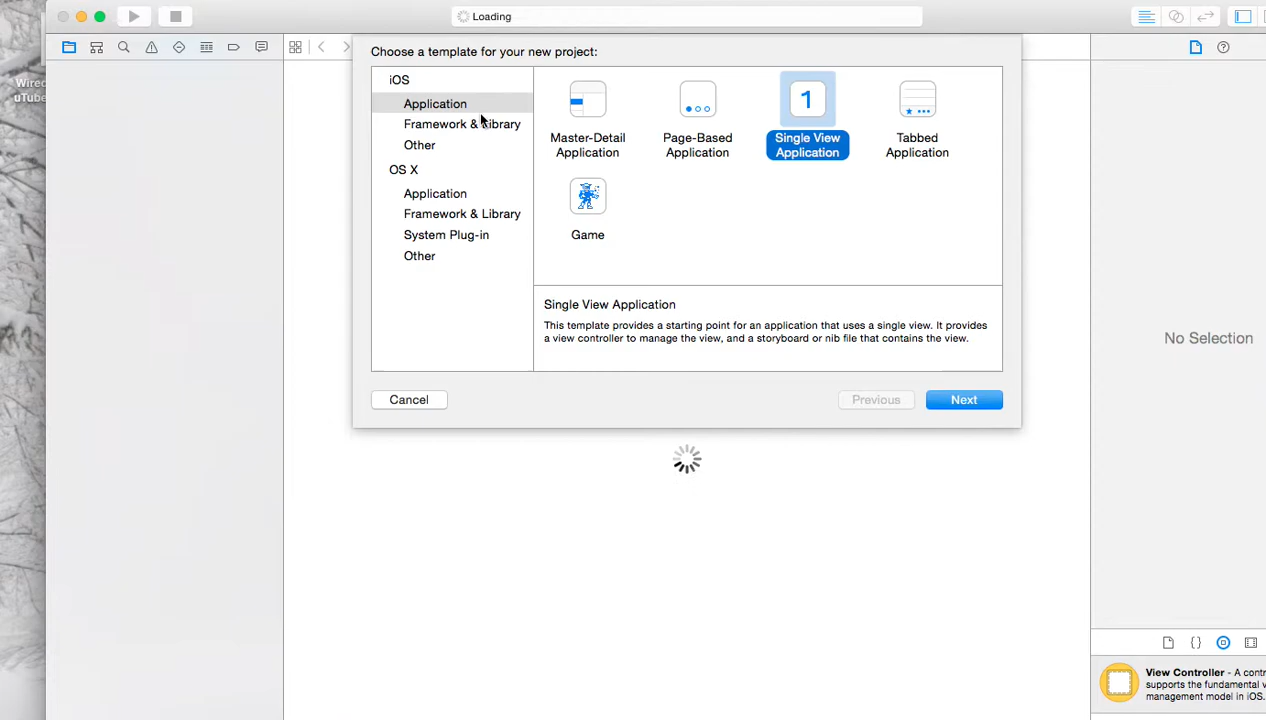 Loading
Choose a template for your new project:
iOS
Application
Framework & Library
Other
OS X
Application
Framework & Library
System Plug-in
Other
Master-Detail
Application
Page-Based
Application
1
Single View
Application
Tabbed
Application
Game
Single View Application
This template provides a starting point for an application that uses a single view. It provides
a view controller to manage the view, and a storyboard or nib file that contains the view.
Cancel
Previous
Next
No Selection
Wired
uTube
{ }
View Controller - A contr
supports the fundamental v
management model in iOS.